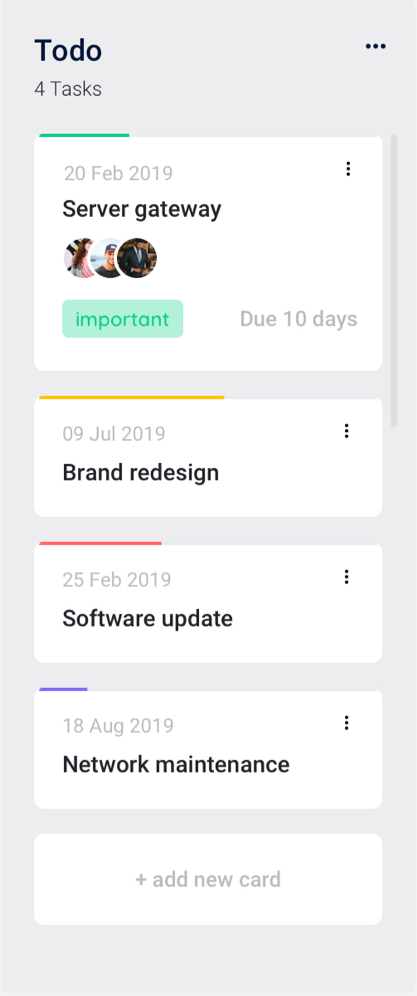 Todo
4 Tasks
20 Feb 2019
Server gateway
important
Due 10 days
09 Jul 2019
Brand redesign
25 Feb 2019
Software update
18 Aug 2019
Network maintenance
+ add new card